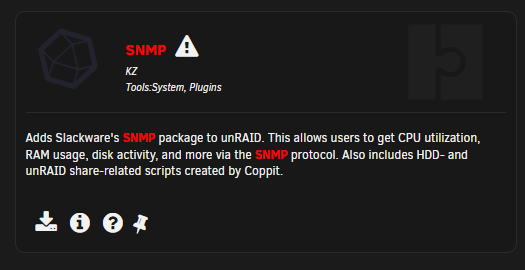 SNMP
KZ
Tools:System, Plugins
Adds Slackware's SNMP package to unRAID. This allows users to get CPU utilization,
RAM usage, disk activity, and more via the SNMP protocol. Also includes HDD- and
unRAID share-related scripts created by Coppit.